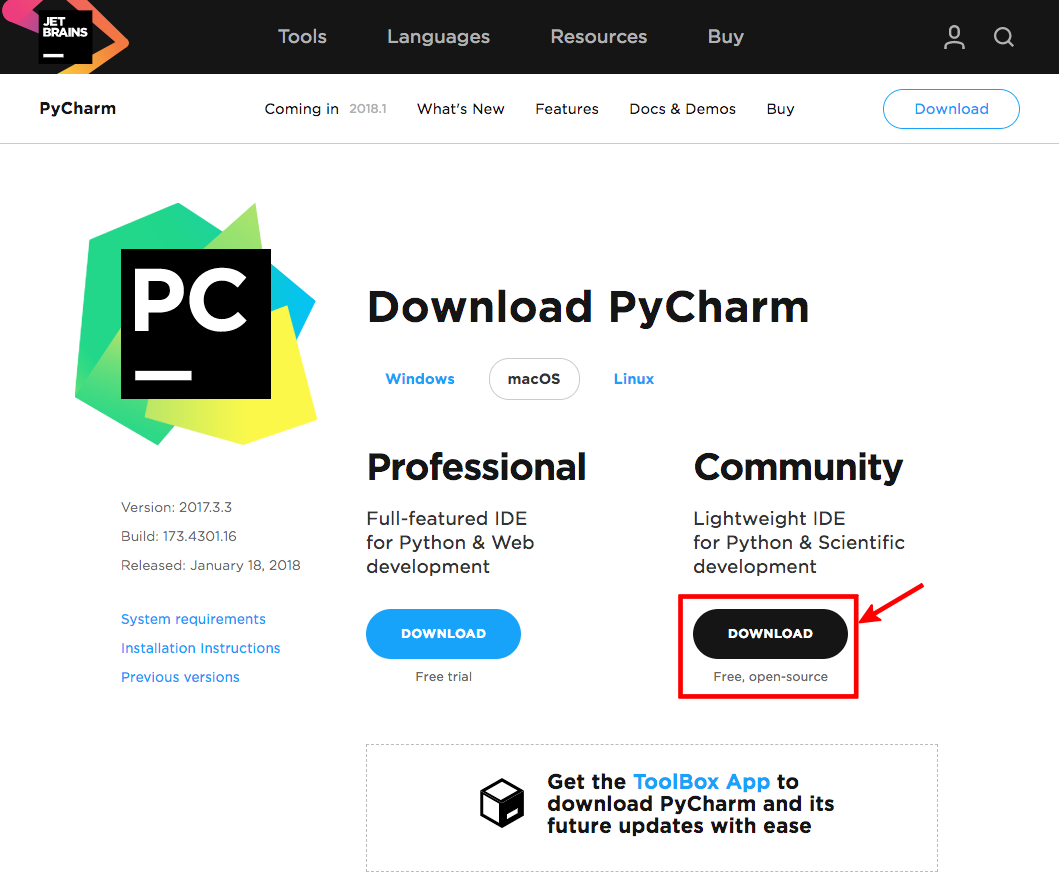 JET
BRAINS
Tools
Languages
Resources
Buy
PyCharm
Coming in 2018.1
What's New
Features
Docs & Demos
Buy
Download
PC
Download PyCharm
Windows
macOS
Linux
Version: 2017.3.3
Build: 173.4301.16
Released: January 18, 2018
System requirements
Installation Instructions
Previous versions
Professional
Full-featured IDE
for Python & Web
development
DOWNLOAD
Free trial
Community
Lightweight IDE
for Python & Scientific
development
DOWNLOAD
Free, open-source
Get the ToolBox App to
download PyCharm and its
future updates with ease